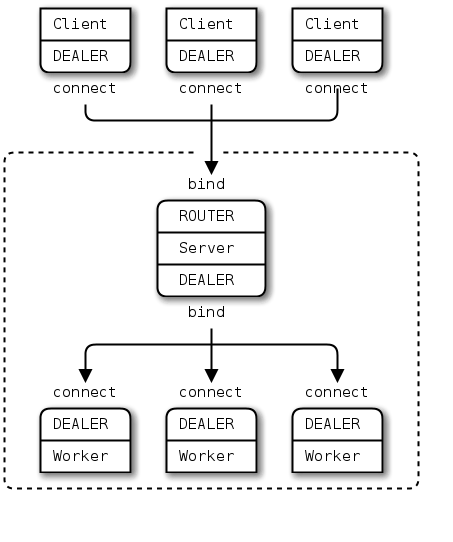 Client Client Client
DEALER DEALER DEALER
connect connect connect
bind
ROUTER
Server
DEALER
bind
connect connect connect
DEALER DEALER DEALER
Worker Worker Worker